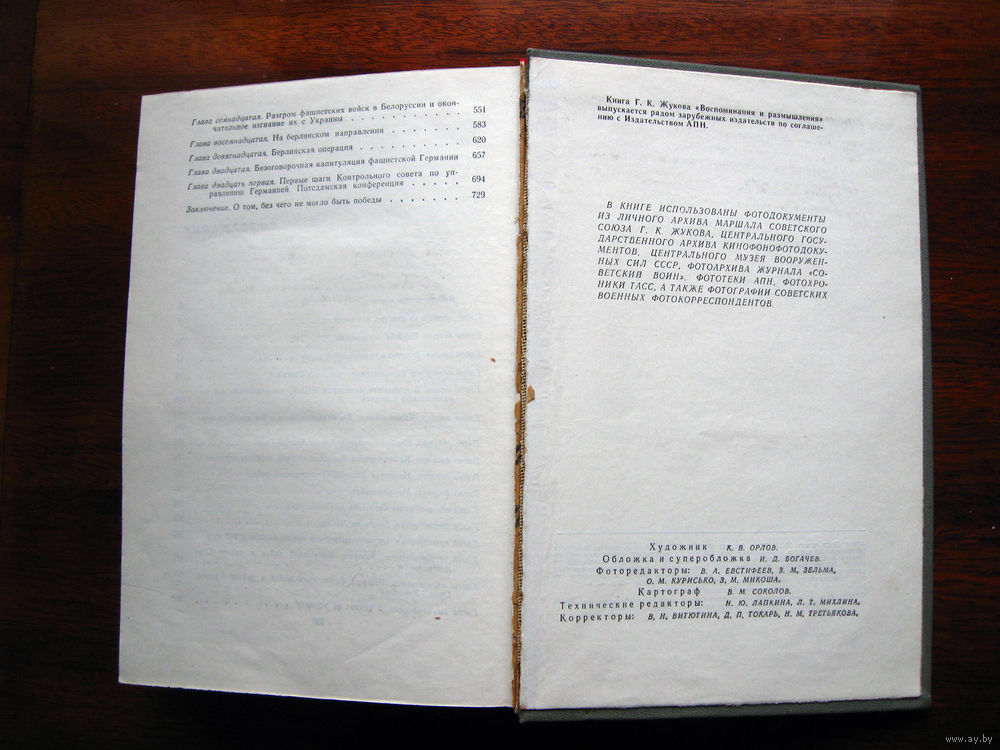 Глава семнадцатая. Разгром фашистских войск в Белоруссии и окон-
чательное изгнание их с Украины . . . . . . . . . . 551
Глава восемнадцатая. На берлинском направлении . . . . . . . 583
Глава девятнадцатая. Берлинская операция . . . . . . . . . 620
Глава двадцатая. Безоговорочная капитуляция фашистской Германии 657
Глава двадцать первая. Первые шаги Контрольного совета по уп-
равлению Германией. Потсдамская конференция . . . . . 694
Заключение. О том, без чего не могло быть победы . . . . . . . 729
Книга Г. К. Жукова «Воспоминания и размышления»
выпускается рядом зарубежных издательств по соглаше-
нию с Издательством АПН.
В КНИГЕ ИСПОЛЬЗОВАНЫ ФОТОДОКУМЕНТЫ
ИЗ ЛИЧНОГО АРХИВА МАРШАЛА СОВЕТСКОГО
СОЮЗА Г. К. ЖУКОВА, ЦЕНТРАЛЬНОГО ГОСУ-
ДАРСТВЕННОГО АРХИВА КИНОФОНОФОТОДОКУ-
МЕНТОВ, ЦЕНТРАЛЬНОГО МУЗЕЯ ВООРУЖЕН-
НЫХ СИЛ СССР, ФОТОАРХИВА ЖУРНАЛА «СО-
ВЕТСКИЙ ВОИН», ФОТОТЕКИ АПН, ФОТОХРО-
НИКИ ТАСС, А ТАКЖЕ ФОТОГРАФИИ СОВЕТСКИХ
ВОЕННЫХ ФОТОКОРРЕСПОНДЕНТОВ.
Художник К. В. ОРЛОВ.
Обложка и суперобложка И. Д. БОГАЧЕВ.
Фоторедакторы: В. Л. ЕВСТИФЕЕВ, З. М. ЗЕЛЬМА,
О. М. КУРИСЬКО, З. М. МИКОША.
Картограф В. М. СОКОЛОВ.
Технические редакторы: Н. Ю. ЛАПКИНА, Л. Т. МИХЛИНА,
Корректоры: В. Н. ВИТЮТИНА, Д. П. ТОКАРЬ, Н. М. ТРЕТЬЯКОВА,
www.ay.by